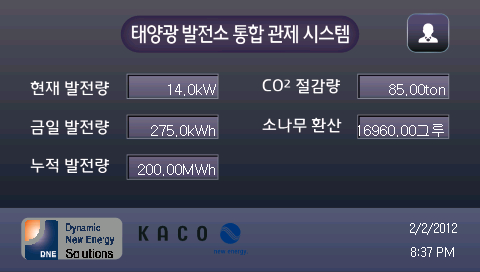 태양광 발전소 통합 관제 시스템
현재 발전량 14.0kW
CO² 절감량 85.00ton
금일 발전량 275.0kWh
소나무 환산 16960.00그루
누적 발전량 200.00MWh
DNE Dynamic
New Energy
Solutions
KACO
new energy.
2/2/2012
8:37 PM